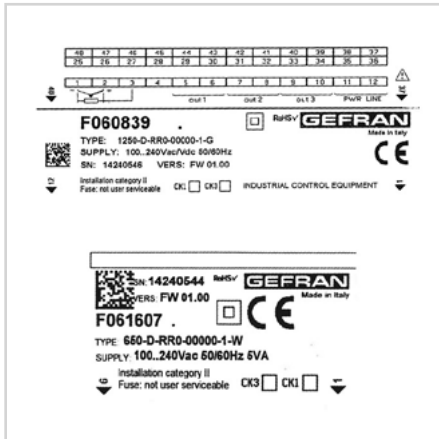 48 47 46 45 44 43 42 41 40 39 38 37
25 26 27 28 29 30 31 32 33 34 35 36
1 2 3 4 5 6 7 8 9 10 11 12
out 1 out 2 out 3 PWR LINE
F060839 . RoHS✓ GEFRAN
Made in Italy
TYPE: 1250-D-RR0-00000-1-G
SUPPLY: 100..240Vac/Vdc 50/60Hz
SN: 14240546 VERS: FW 01.00
CE
Installation category II
Fuse: not user serviceable CK1 CK3 INDUSTRIAL CONTROL EQUIPMENT
12
1
SN: 14240544 RoHS✓ GEFRAN
Made in Italy
VERS: FW 01.00
CE
F061607 .
TYPE: 650-D-RR0-00000-1-W
SUPPLY: 100..240Vac 50/60Hz 5VA
Installation category II
Fuse: not user serviceable CK3 CK1
1